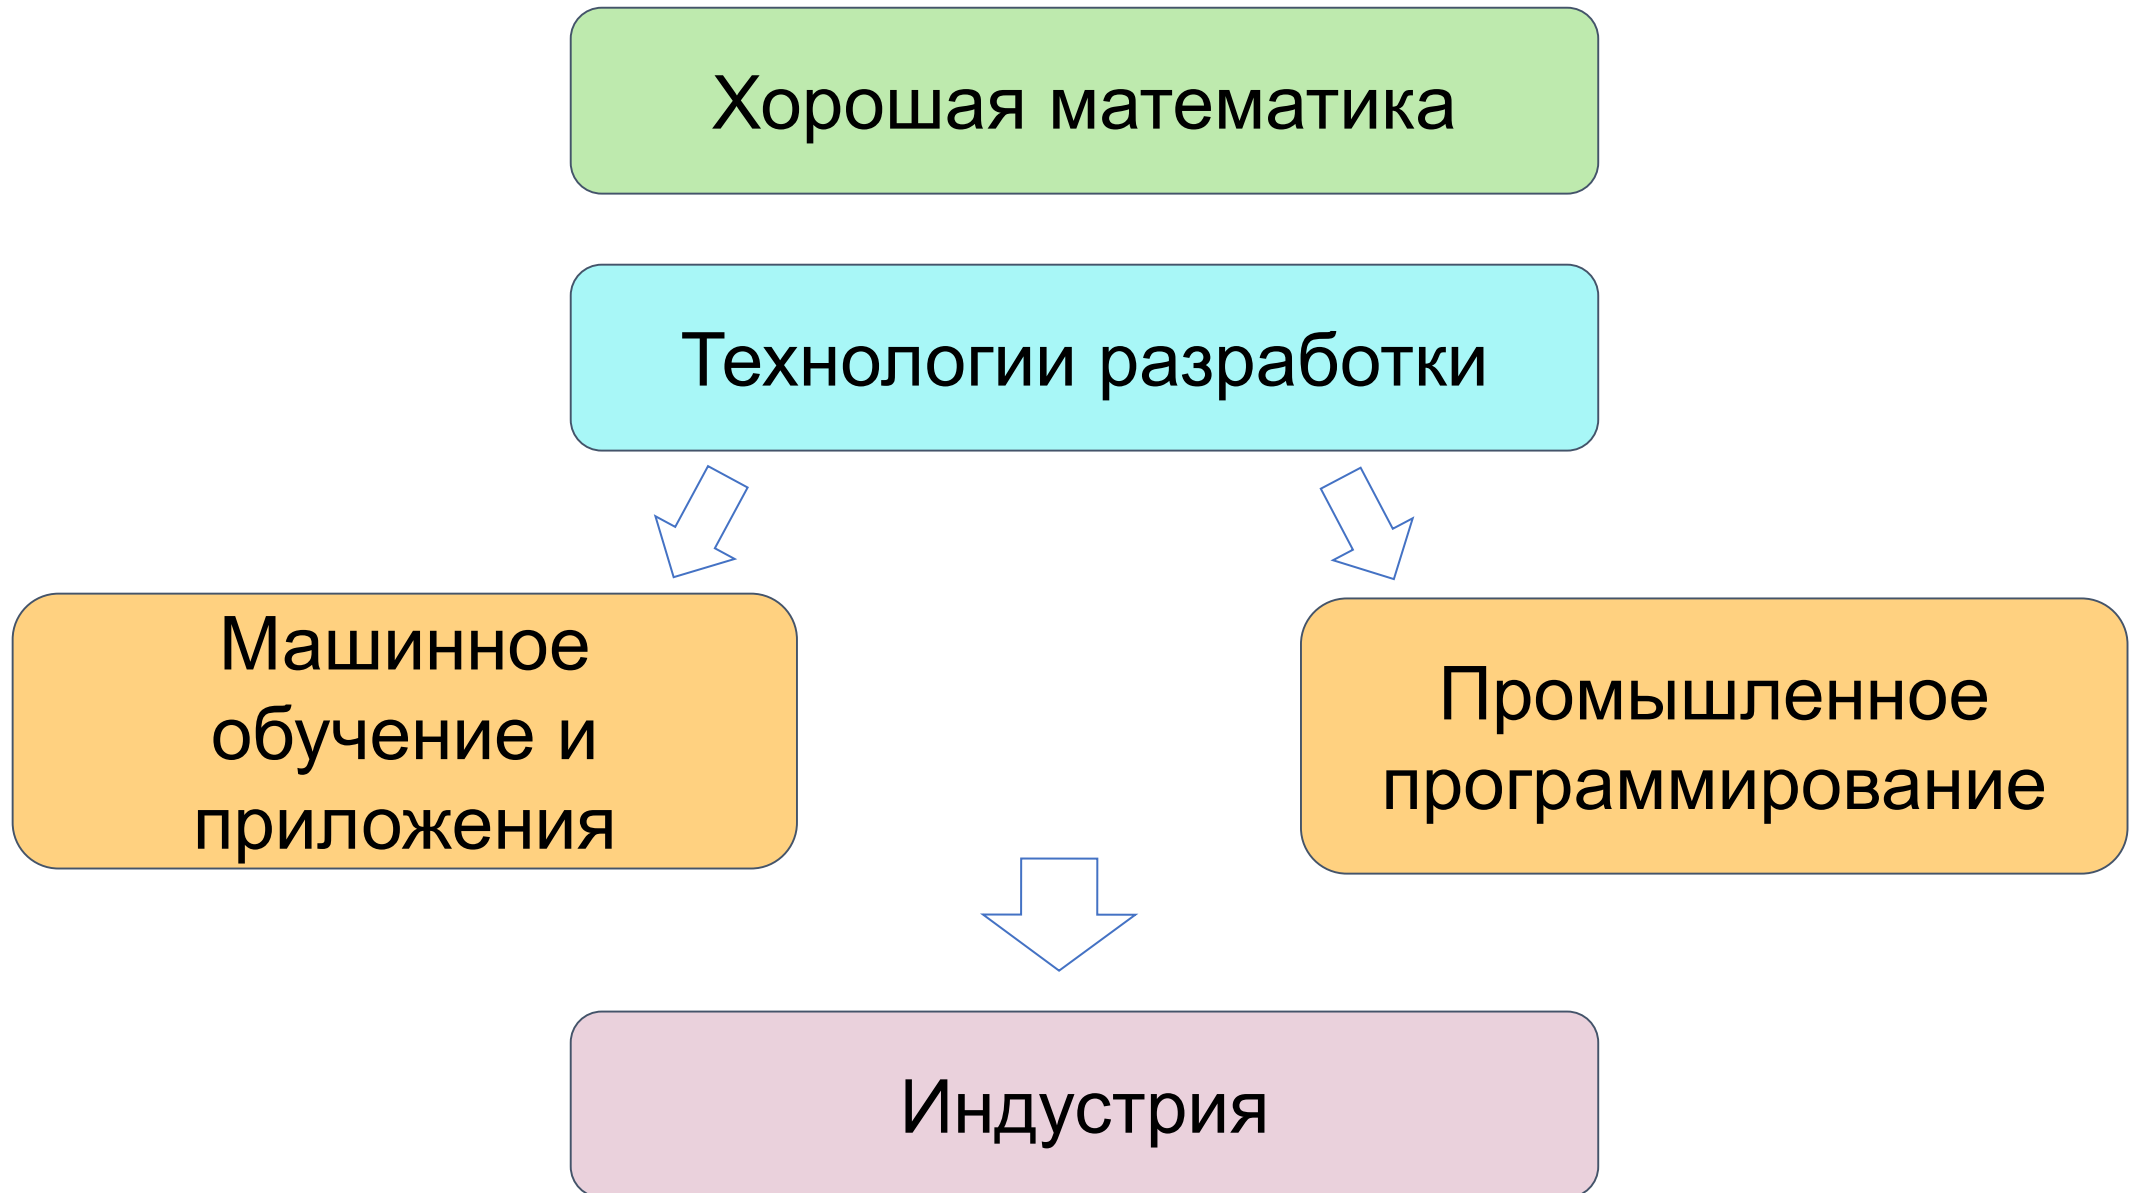 Хорошая математика
Технологии разработки
Машинное
обучение и
приложения
Промышленное
программирование
Индустрия